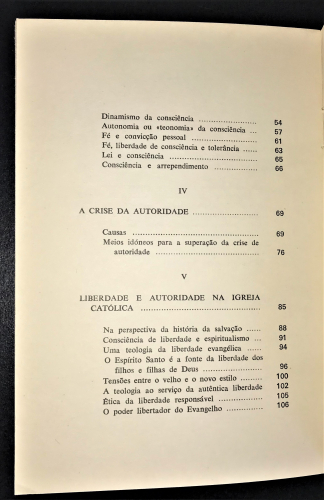 Dinamismo da consciência ..................... 54
Autonomia ou «teonomia» da consciência ... 57
Fé e convicção pessoal ........................ 61
Fé, liberdade de consciência e tolerância ...... 63
Lei e consciência .............................. 65
Consciência e arrependimento ............... 66
IV
A CRISE DA AUTORIDADE .................. 69
Causas ....................................... 69
Meios idóneos para a superação da crise de
autoridade .................................... 76
V
LIBERDADE E AUTORIDADE NA IGREJA
CATÓLICA .................................... 85
Na perspectiva da história da salvação ...... 88
Consciência de liberdade e espiritualismo ... 91
Uma teologia da liberdade evangélica ...... 94
O Espírito Santo é a fonte da liberdade dos
filhos e filhas de Deus ..................... 96
Tensões entre o velho e o novo estilo ...... 100
A teologia ao serviço da autêntica liberdade 102
Ética da liberdade responsável ............... 105
O poder libertador do Evangelho ............ 106